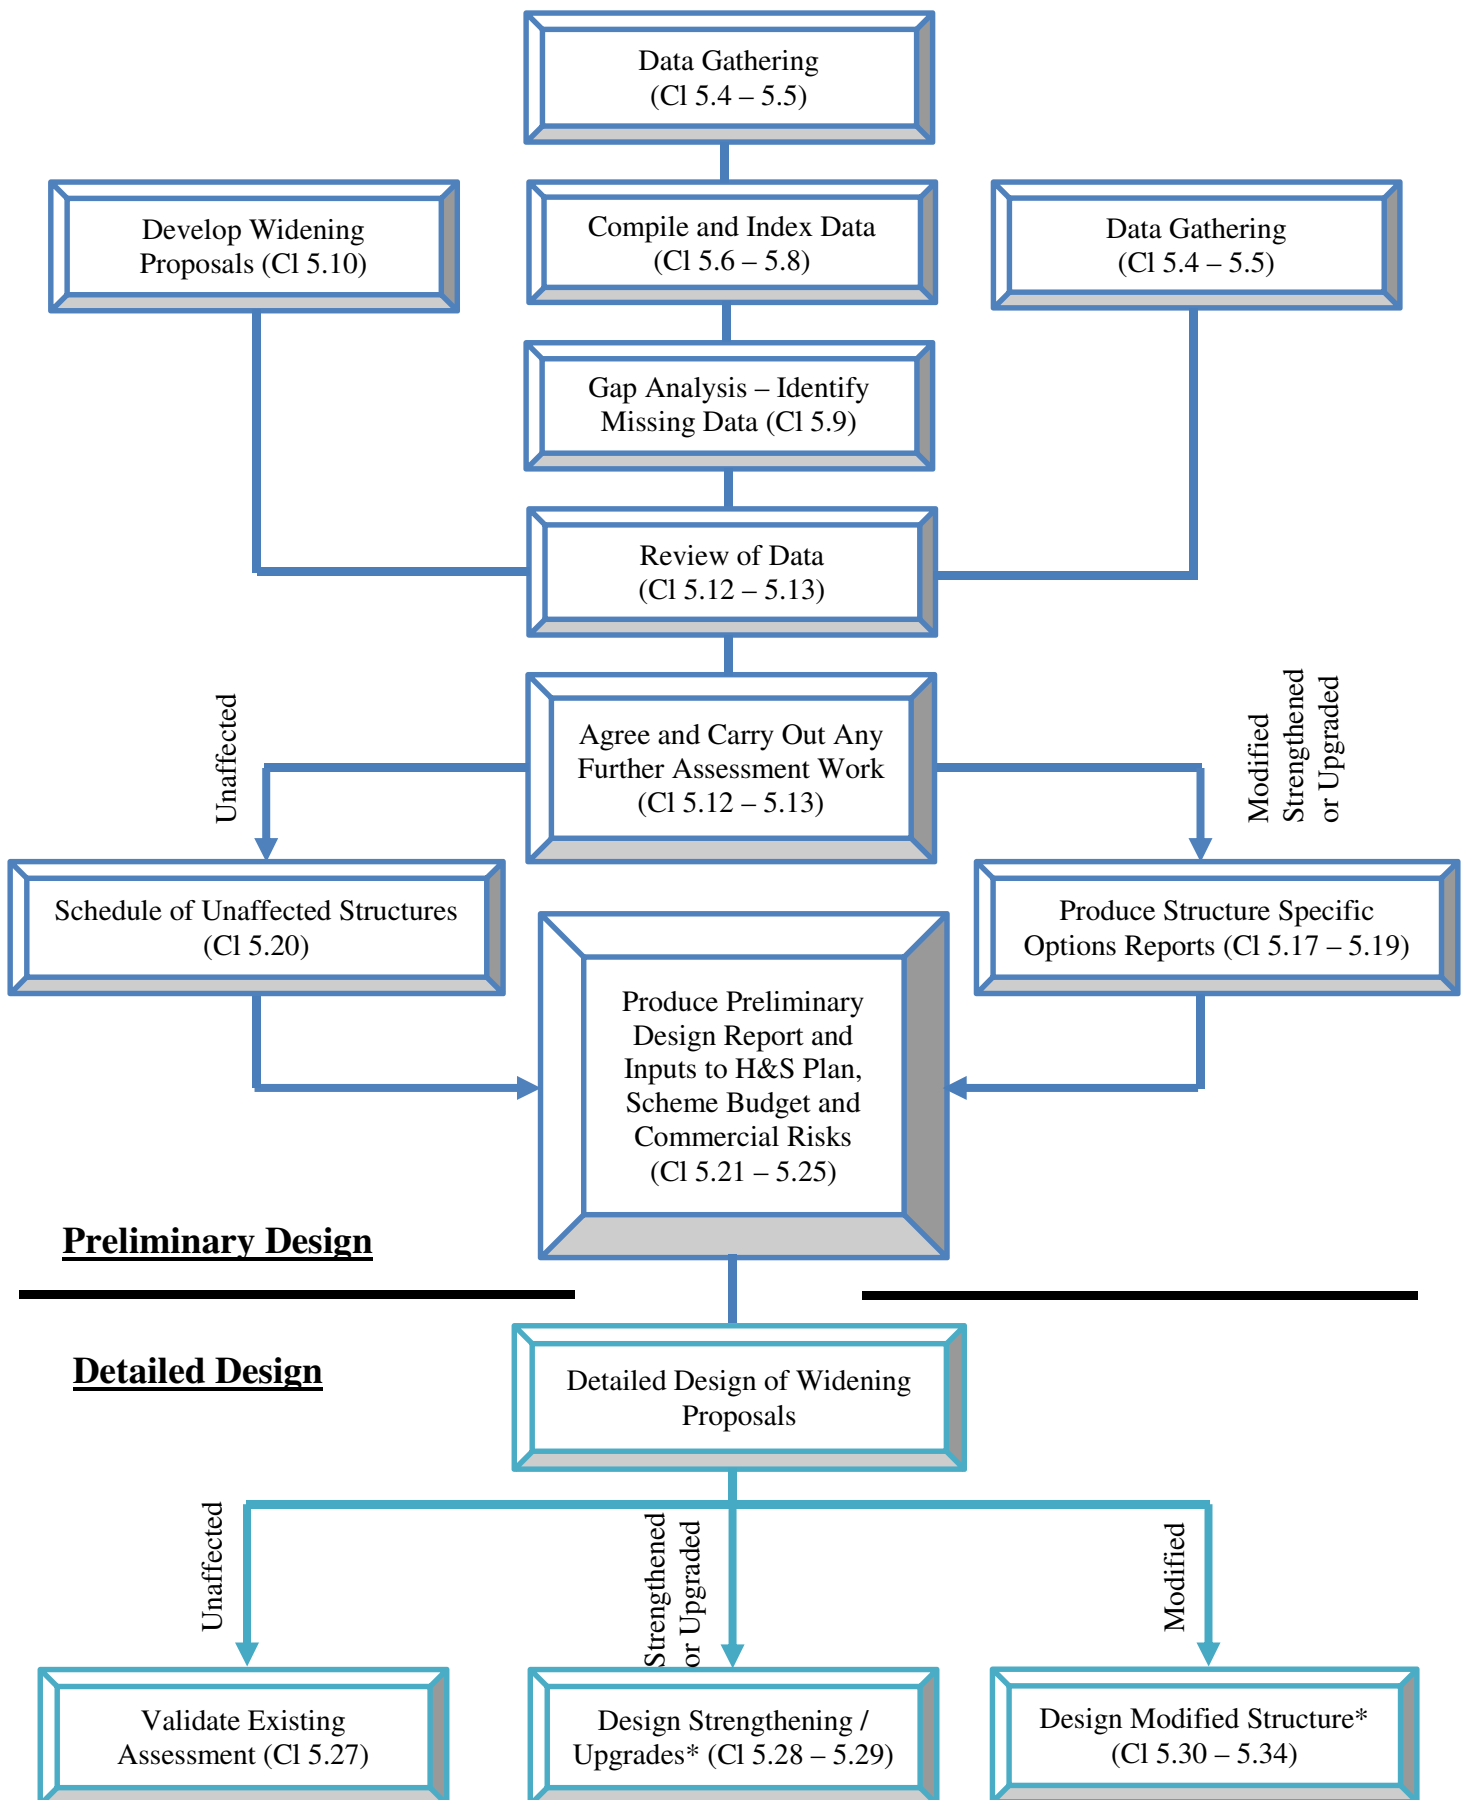 Data Gathering
(Cl 5.4 – 5.5)
Develop Widening
Proposals (Cl 5.10)
Compile and Index Data
(Cl 5.6 – 5.8)
Data Gathering
(Cl 5.4 – 5.5)
Gap Analysis – Identify
Missing Data (Cl 5.9)
Review of Data
(Cl 5.12 – 5.13)
Unaffected
Agree and Carry Out Any
Further Assessment Work
(Cl 5.12 – 5.13)
Modified
Strengthened
or Upgraded
Schedule of Unaffected Structures
(Cl 5.20)
Produce Structure Specific
Options Reports (Cl 5.17 – 5.19)
Produce Preliminary
Design Report and
Inputs to H&S Plan,
Scheme Budget and
Commercial Risks
(Cl 5.21 – 5.25)
Preliminary Design
Detailed Design
Detailed Design of Widening
Proposals
Unaffected
Strengthened
or Upgraded
Modified
Validate Existing
Assessment (Cl 5.27)
Design Strengthening /
Upgrades* (Cl 5.28 – 5.29)
Design Modified Structure*
(Cl 5.30 – 5.34)